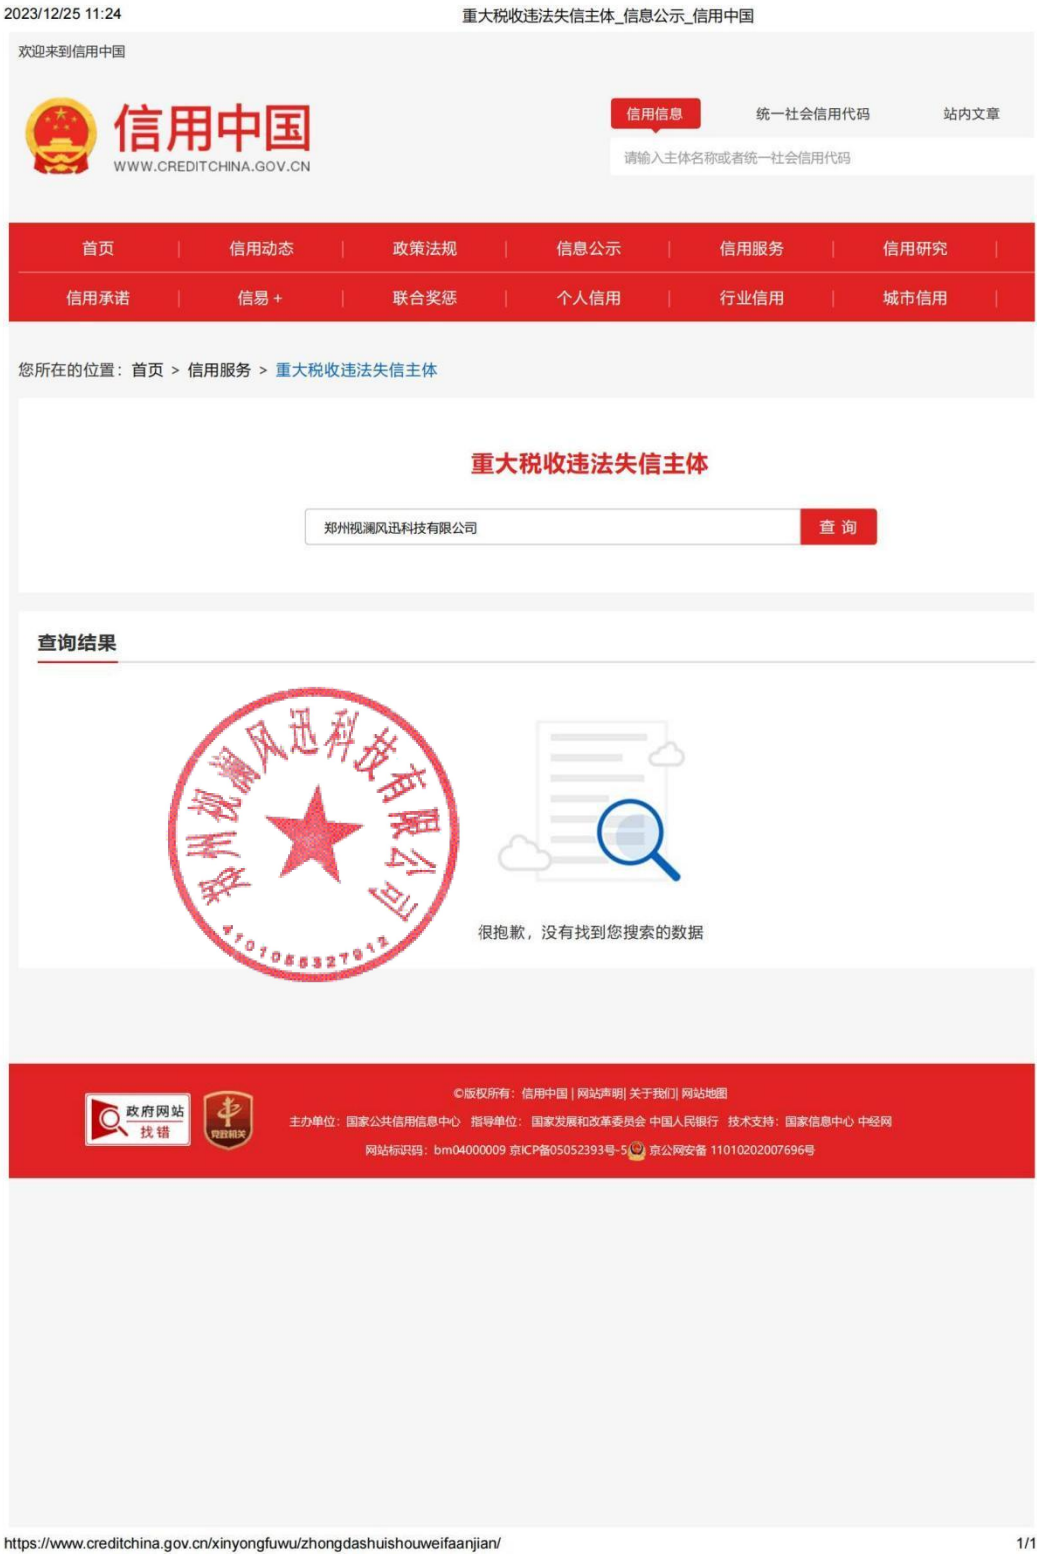 2023/12/25 11:24 重大税收违法失信主体_信息公示_信用中国
欢迎来到信用中国
信用中国
WWW.CREDITCHINA.GOV.CN
信用信息 统一社会信用代码 站内文章
请输入主体名称或者统一社会信用代码
首页 | 信用动态 | 政策法规 | 信息公示 | 信用服务 | 信用研究 |
信用承诺 | 信易+ | 联合奖惩 | 个人信用 | 行业信用 | 城市信用 |
您所在的位置：首页 > 信用服务 > 重大税收违法失信主体
重大税收违法失信主体
郑州视澜风迅科技有限公司 查询
查询结果
郑州视澜风迅科技有限公司
4101055327912
很抱歉，没有找到您搜索的数据
政府网站
找错
党政机关
©版权所有：信用中国 | 网站声明| 关于我们| 网站地图
主办单位：国家公共信用信息中心 指导单位：国家发展和改革委员会 中国人民银行 技术支持：国家信息中心 中经网
网站标识码：bm04000009 京ICP备05052393号-5 京公网安备 11010202007696号
https://www.creditchina.gov.cn/xinyongfuwu/zhongdashuishouweifaanjian/ 1/1